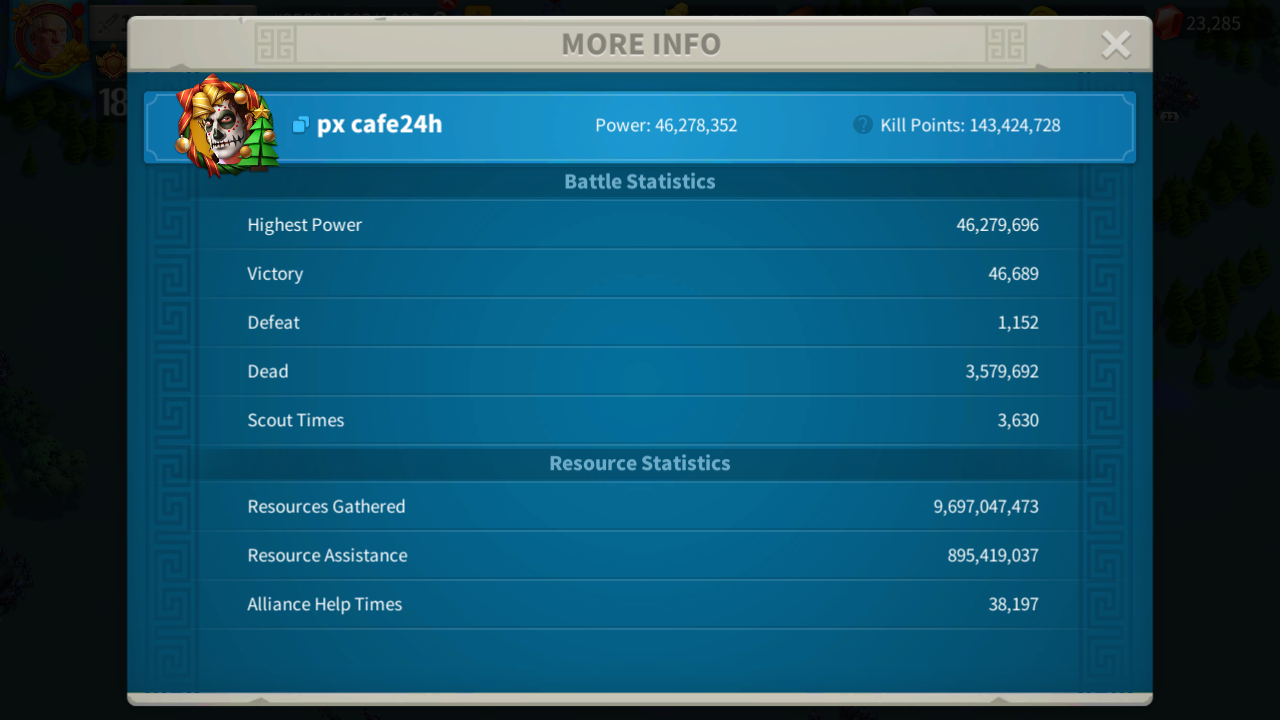 MORE INFO
23,285
18
px cafe24h
Power: 46,278,352
? Kill Points: 143,424,728
Battle Statistics
Highest Power 46,279,696
Victory 46,689
Defeat 1,152
Dead 3,579,692
Scout Times 3,630
Resource Statistics
Resources Gathered 9,697,047,473
Resource Assistance 895,419,037
Alliance Help Times 38,197